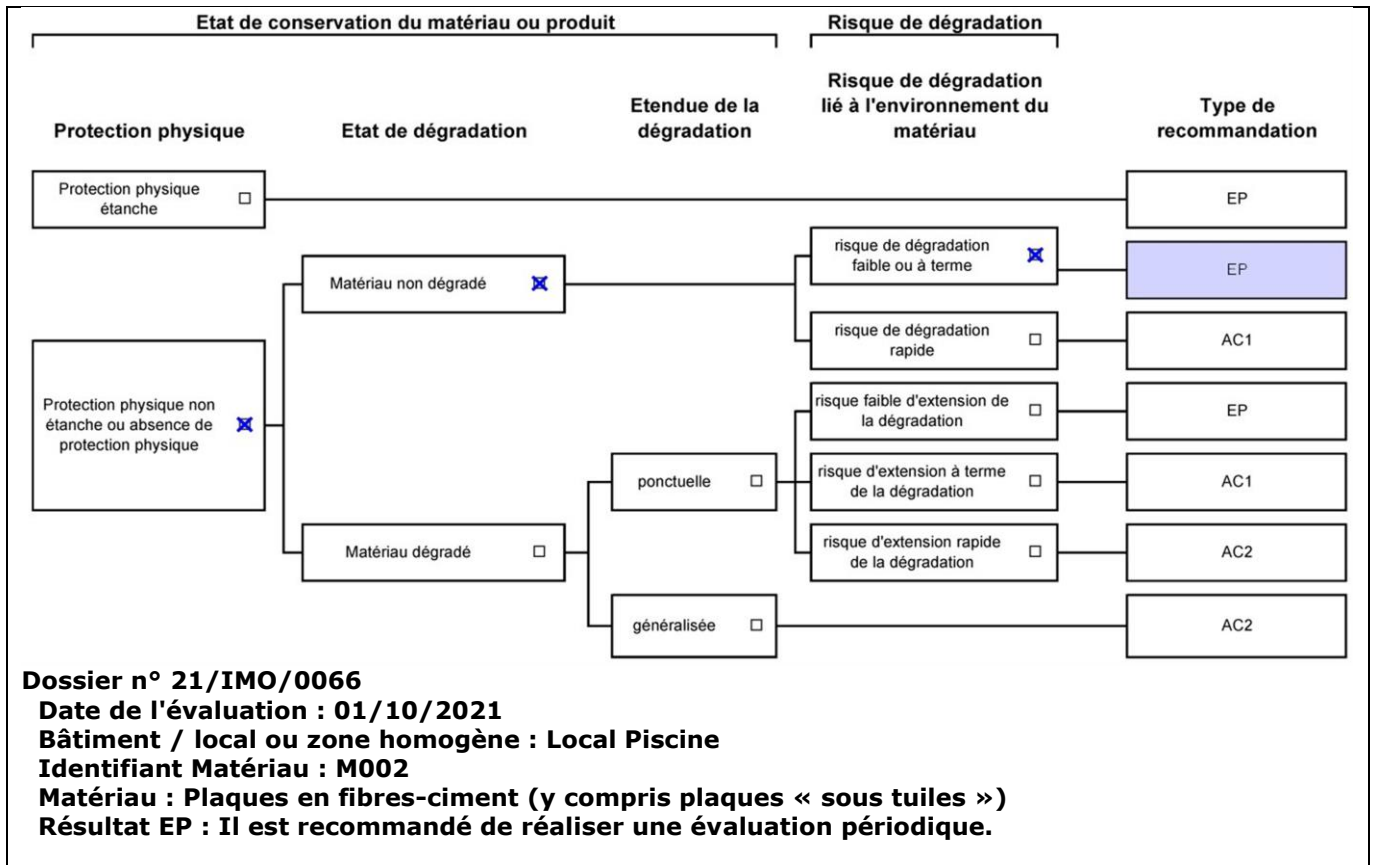 Etat de conservation du matériau ou produit
Risque de dégradation
Protection physique
Etat de dégradation
Etendue de la
dégradation
Risque de dégradation
lié à l'environnement du
matériau
Type de
recommandation
Protection physique
étanche
EP
risque de dégradation
faible ou à terme
EP
Matériau non dégradé
risque de dégradation
rapide
AC1
Protection physique non
étanche ou absence de
protection physique
risque faible d'extension de
la dégradation
EP
ponctuelle
risque d'extension à terme
de la dégradation
AC1
Matériau dégradé
risque d'extension rapide
de la dégradation
AC2
généralisée
AC2
Dossier n° 21/IMO/0066
Date de l'évaluation : 01/10/2021
Bâtiment / local ou zone homogène : Local Piscine
Identifiant Matériau : M002
Matériau : Plaques en fibres-ciment (y compris plaques « sous tuiles »)
Résultat EP : Il est recommandé de réaliser une évaluation périodique.